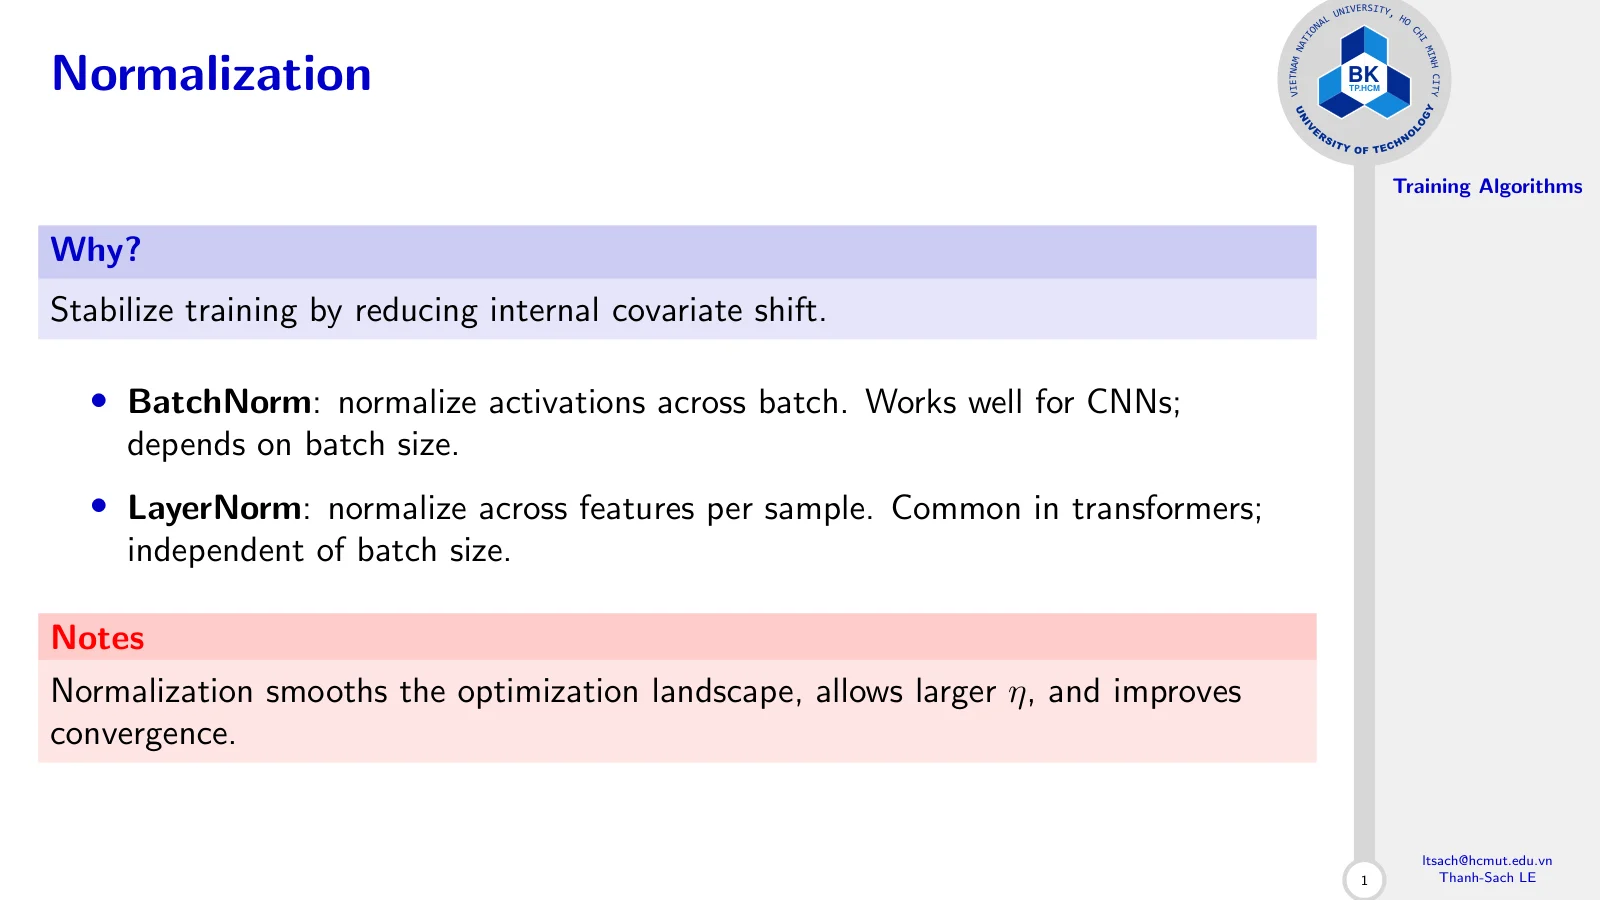 Normalization
VIETNAM NATIONAL UNIVERSITY, HO CHI MINH CITY
BK
TP.HCM
UNIVERSITY OF TECHNOLOGY
Training Algorithms
Why?
Stabilize training by reducing internal covariate shift.
• BatchNorm: normalize activations across batch. Works well for CNNs;
depends on batch size.
• LayerNorm: normalize across features per sample. Common in transformers;
independent of batch size.
Notes
Normalization smooths the optimization landscape, allows larger η, and improves
convergence.
ltsach@hcmut.edu.vn
Thanh-Sach LE
1